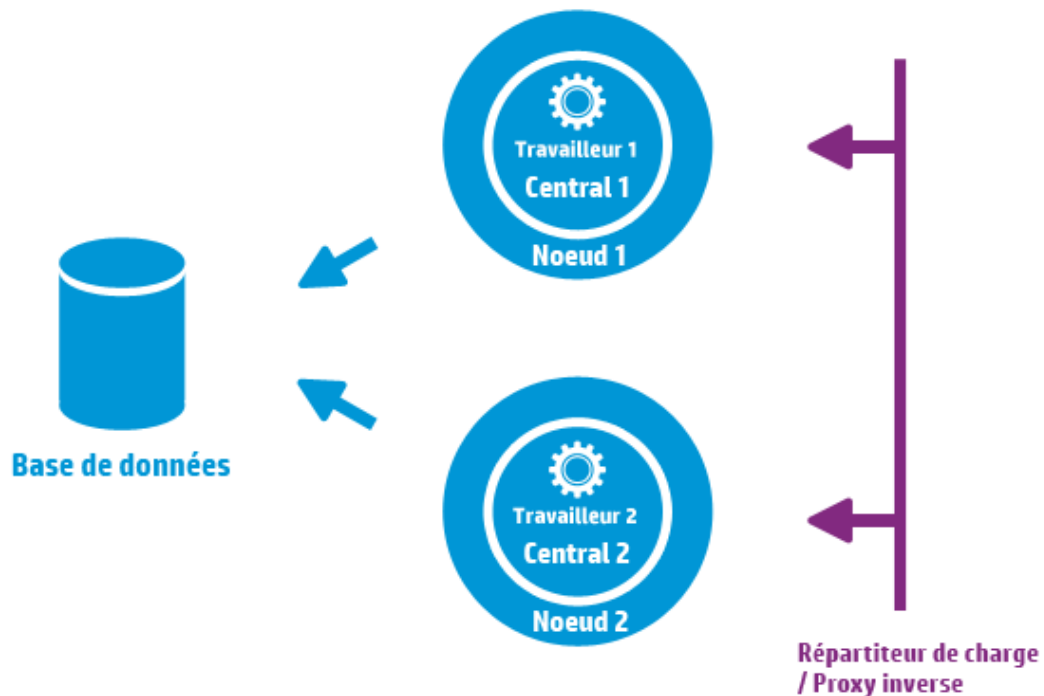 Travailleur 1
Central 1
Noeud 1
Base de données
Travailleur 2
Central 2
Noeud 2
Répartiteur de charge
/ Proxy inverse